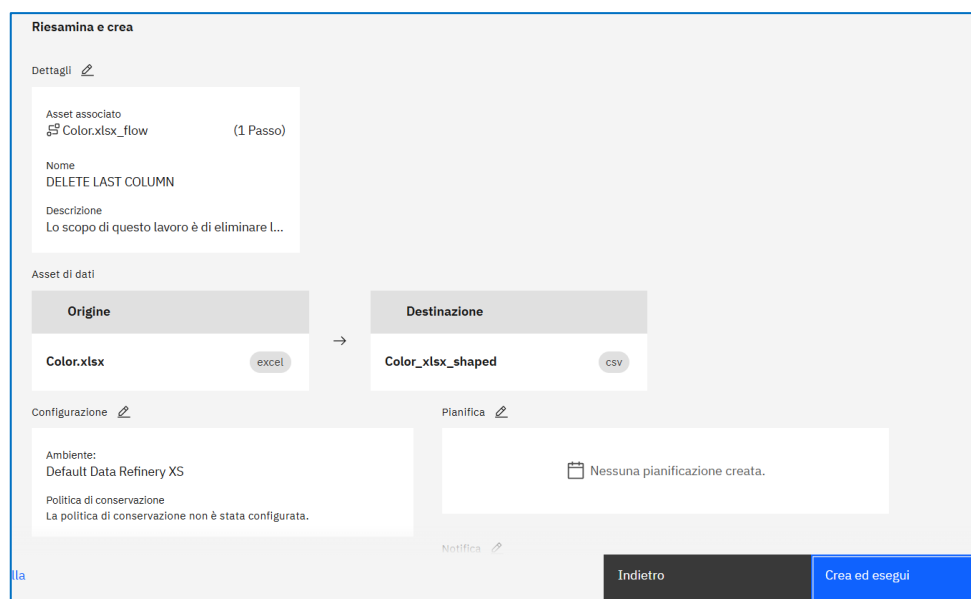 Riesamina e crea
Dettagli
Asset associato
Color.xlsx_flow (1 Passo)
Nome
DELETE LAST COLUMN
Descrizione
Lo scopo di questo lavoro è di eliminare l...
Asset di dati
Origine
Color.xlsx excel
→
Destinazione
Color_xlsx_shaped csv
Configurazione
Ambiente:
Default Data Refinery XS
Politica di conservazione
La politica di conservazione non è stata configurata.
Pianifica
Nessuna pianificazione creata.
Notifica
lla
Indietro
Crea ed esegui